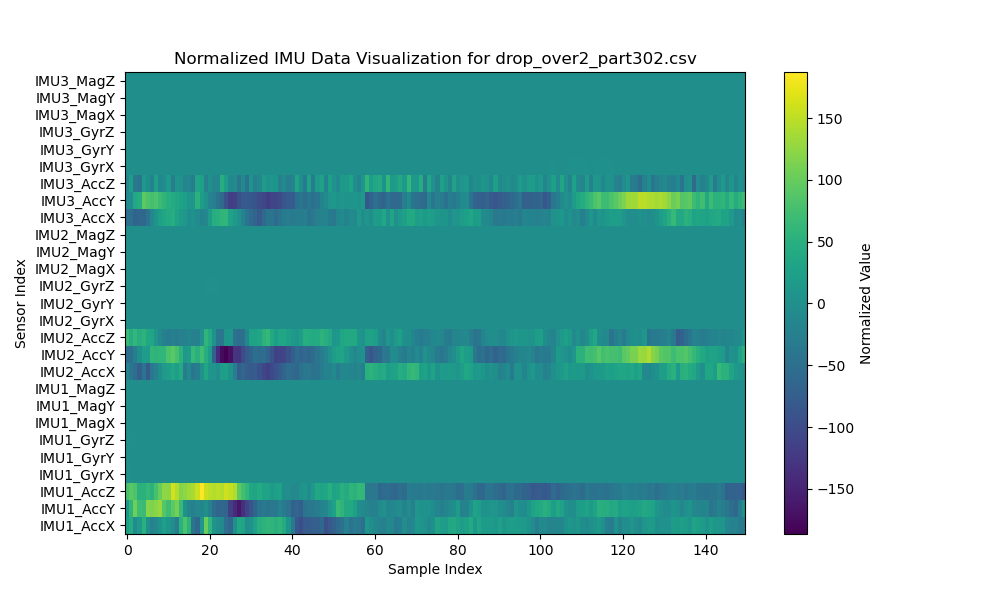 Normalized IMU Data Visualization for drop_over2_part302.csv
IMU3_MagZ
IMU3_MagY
IMU3_MagX
IMU3_GyrZ
IMU3_GyrY
IMU3_GyrX
IMU3_AccZ
IMU3_AccY
IMU3_AccX
IMU2_MagZ
IMU2_MagY
IMU2_MagX
IMU2_GyrZ
IMU2_GyrY
IMU2_GyrX
IMU2_AccZ
IMU2_AccY
IMU2_AccX
IMU1_MagZ
IMU1_MagY
IMU1_MagX
IMU1_GyrZ
IMU1_GyrY
IMU1_GyrX
IMU1_AccZ
IMU1_AccY
IMU1_AccX
Sensor Index
0 20 40 60 80 100 120 140
Sample Index
150
100
50
0
−50
−100
−150
Normalized Value